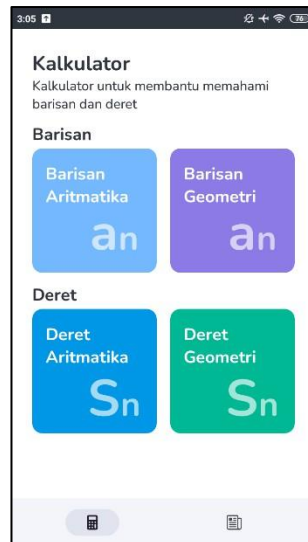 3:05
76
Kalkulator
Kalkulator untuk membantu memahami
barisan dan deret
Barisan
Barisan
Aritmatika
an
Barisan
Geometri
an
Deret
Deret
Aritmatika
Sn
Deret
Geometri
Sn